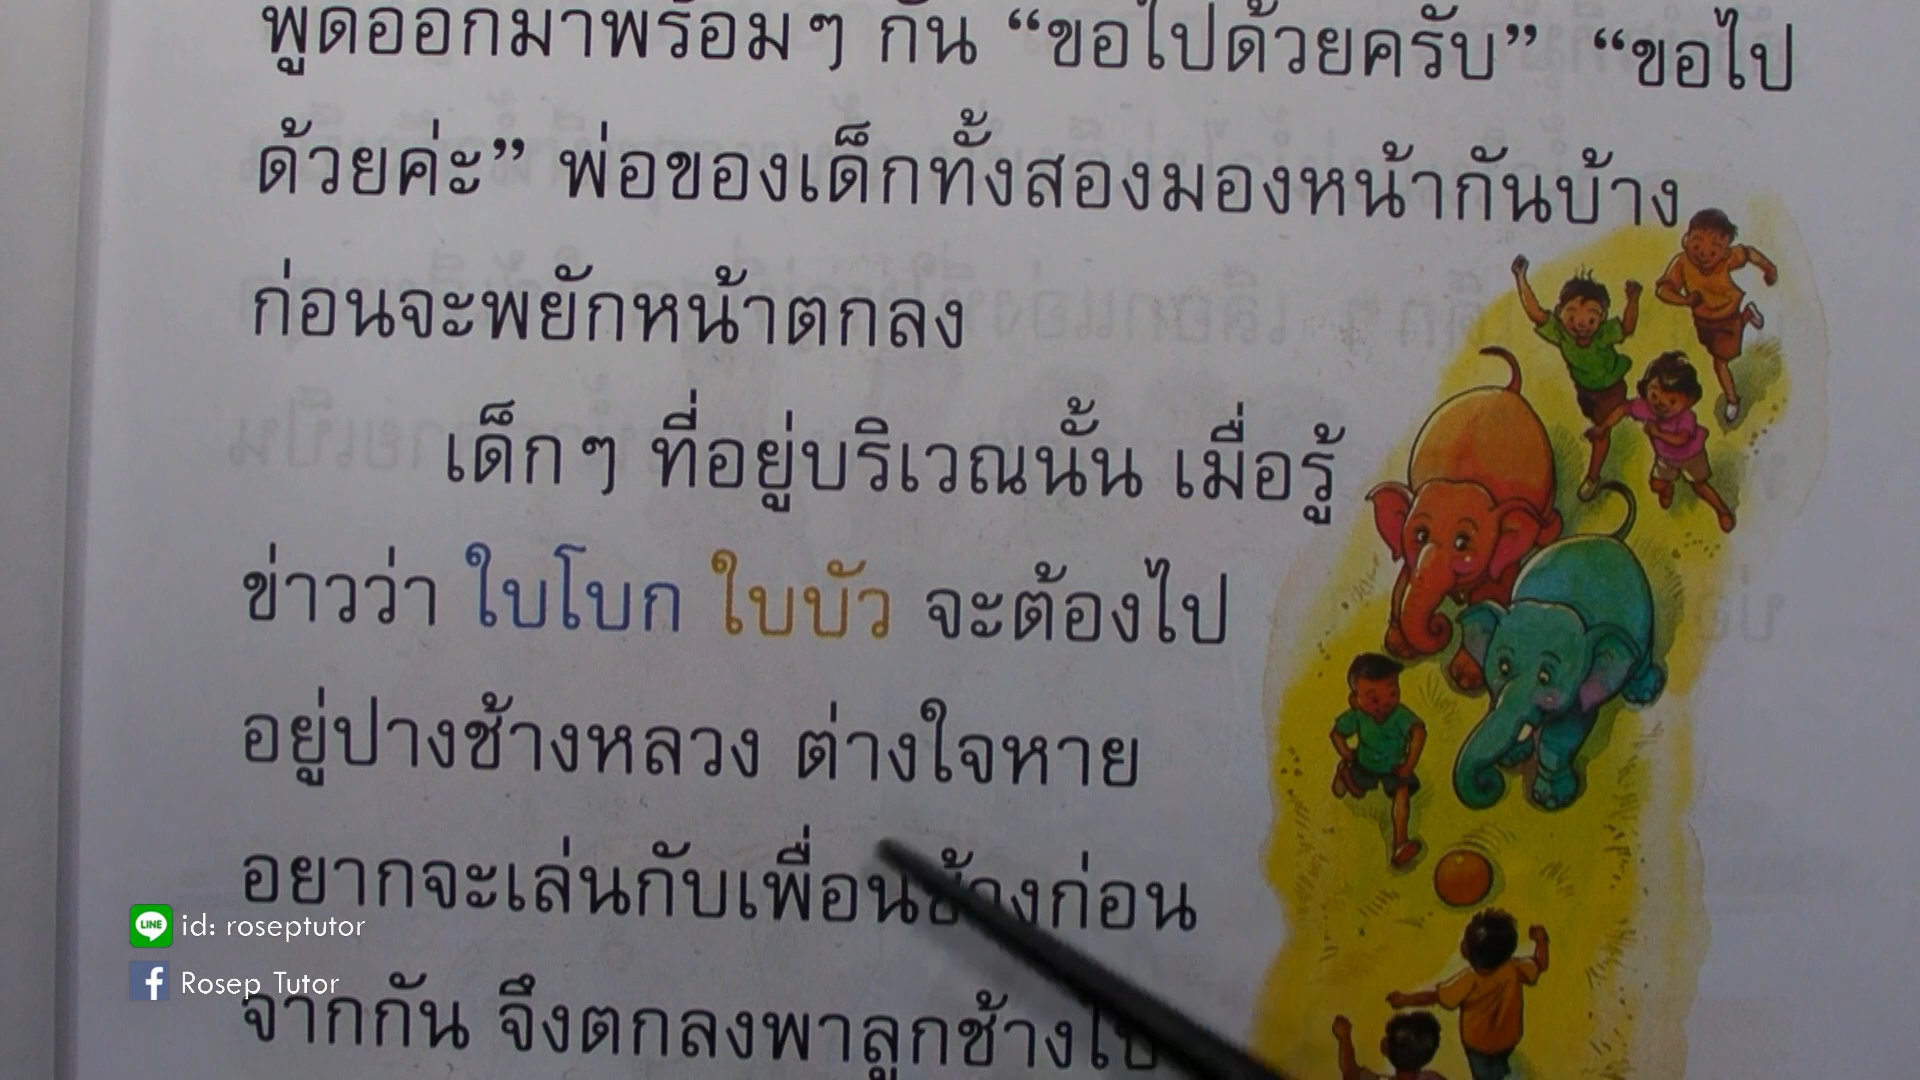 พูดออกมาพร้อมๆ กัน “ขอไปด้วยครับ” “ขอไป
ด้วยค่ะ” พ่อของเด็กทั้งสองมองหน้ากันบ้าง
ก่อนจะพยักหน้าตกลง
เด็กๆ ที่อยู่บริเวณนั้น เมื่อรู้
ข่าวว่า ใบโบก ใบบัว จะต้องไป
อยู่ปางช้างหลวง ต่างใจหาย
อยากจะเล่นกับเพื่อนช้างก่อน
จากกัน จึงตกลงพาลูกช้างไป
LINE id: roseptutor
f Rosep Tutor